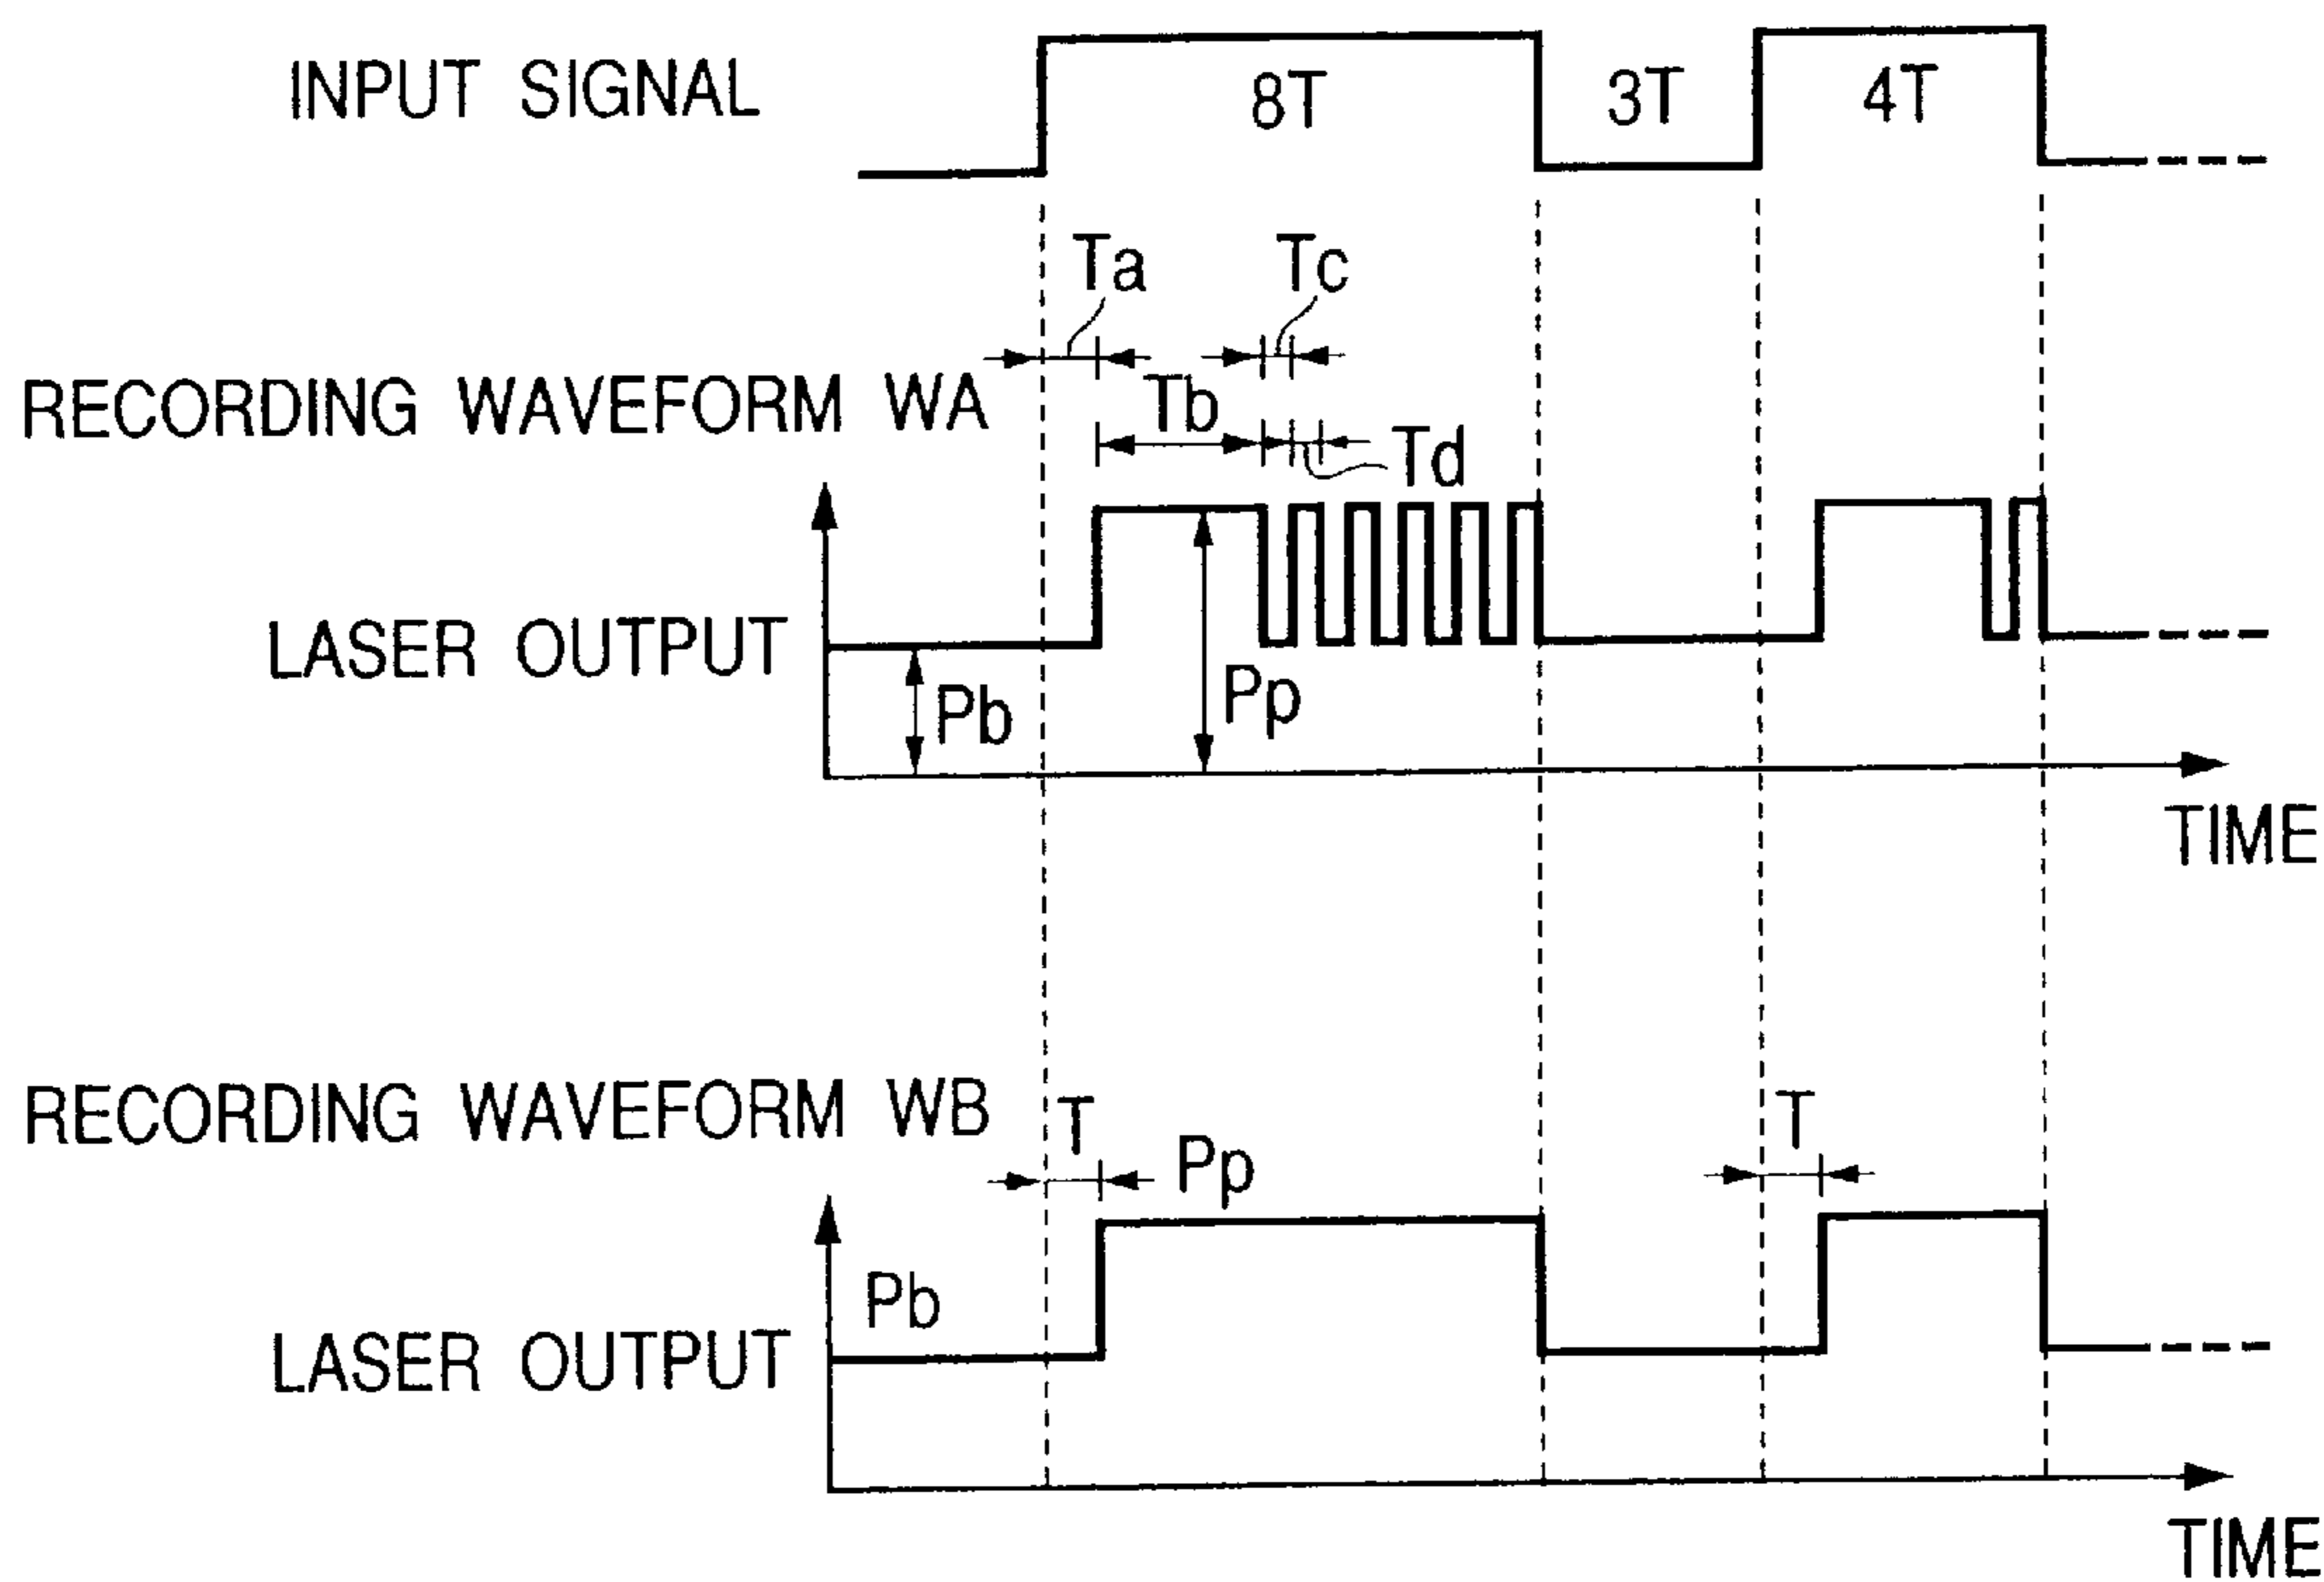 INPUT SIGNAL
8T
3T
4T
Ta
Tc
RECORDING WAVEFORM WA
Tb
Td
LASER OUTPUT
Pb
Pp
TIME
RECORDING WAVEFORM WB
T
T
Pp
Pb
LASER OUTPUT
TIME